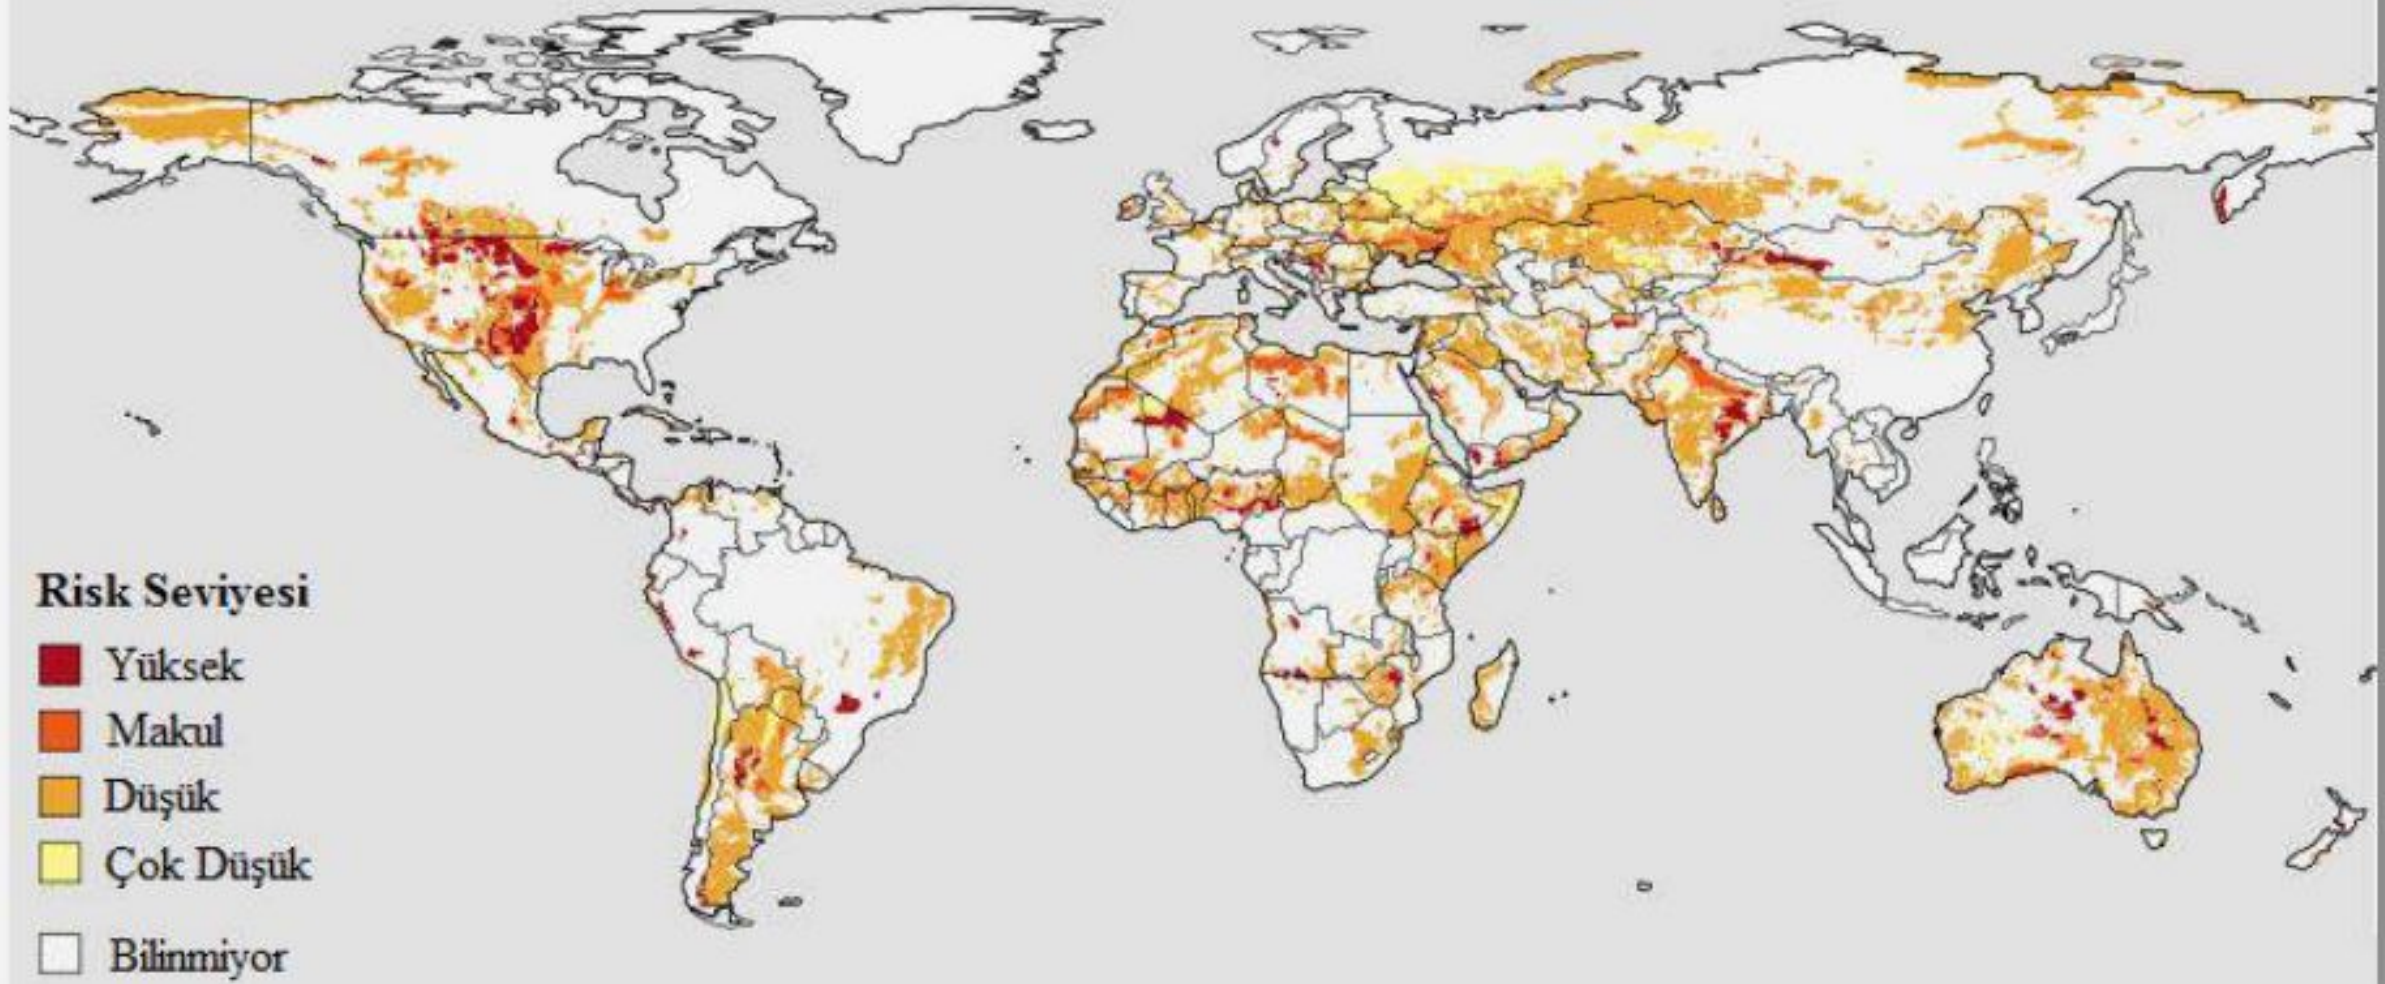 Risk Seviyesi
Yüksek
Makul
Düşük
Çok Düşük
Bilinmiyor